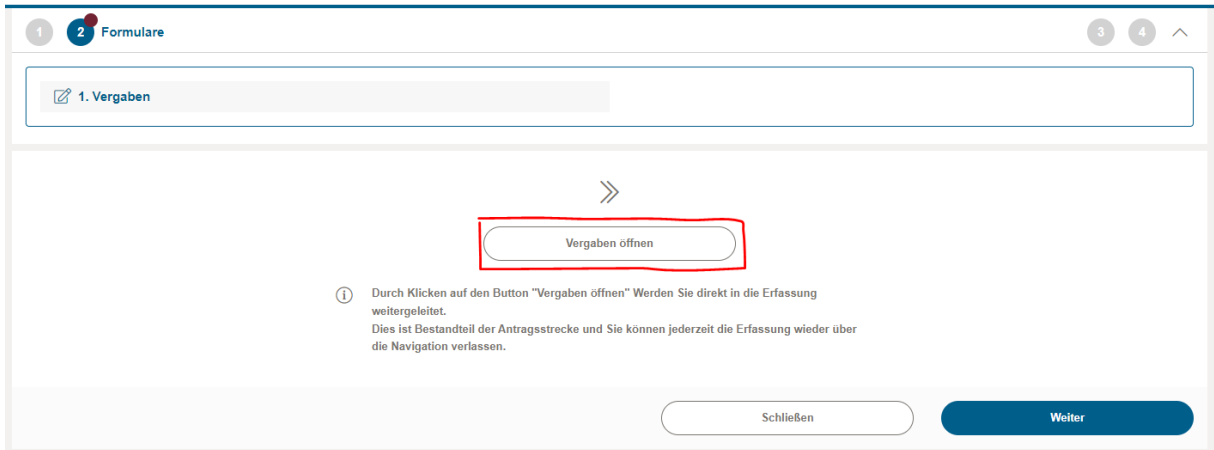 1 2 Formulare 3 4
1. Vergaben
Vergaben öffnen
Durch Klicken auf den Button "Vergaben öffnen" Werden Sie direkt in die Erfassung
weitergeleitet.
Dies ist Bestandteil der Antragsstrecke und Sie können jederzeit die Erfassung wieder über
die Navigation verlassen.
Schließen Weiter